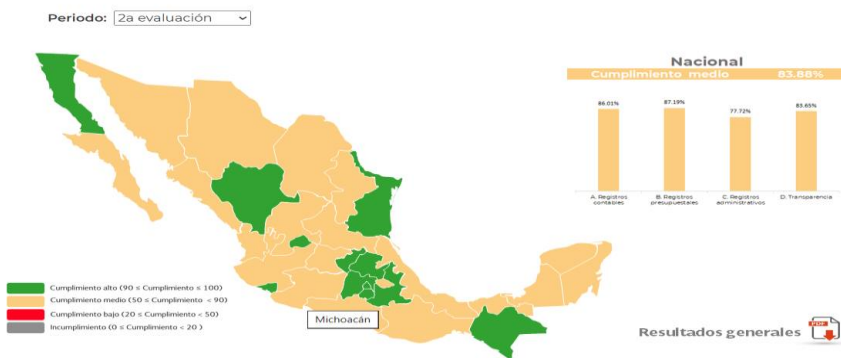 Periodo: 2a evaluación
Nacional
Cumplimiento medio 83.88%
86.01%
87.19%
77.72%
83.65%
A. Registros
contables
B. Registros
presupuestales
C. Registros
administrativos
D. Transparencia
Cumplimiento alto (90 ≤ Cumplimiento ≤ 100)
Cumplimiento medio (50 ≤ Cumplimiento < 90)
Cumplimiento bajo (20 ≤ Cumplimiento < 50)
Incumplimiento (0 ≤ Cumplimiento < 20 )
Michoacán
Resultados generales
PDF